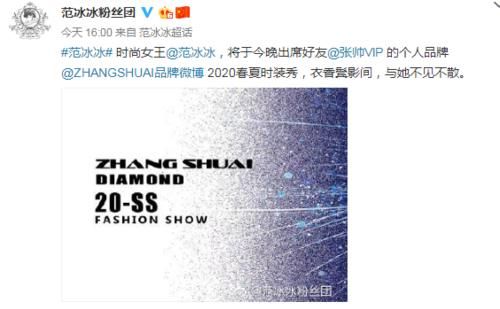 范冰冰粉丝团
今天 16:00 来自 范冰冰超话
#范冰冰# 时尚女王@范冰冰，将于今晚出席好友@张帅VIP 的个人品牌
@ZHANGSHUAI品牌微博 2020春夏时装秀，衣香鬓影间，与她不见不散。
ZHANG SHUAI
DIAMOND
20-SS
FASHION SHOW
@范冰冰粉丝团